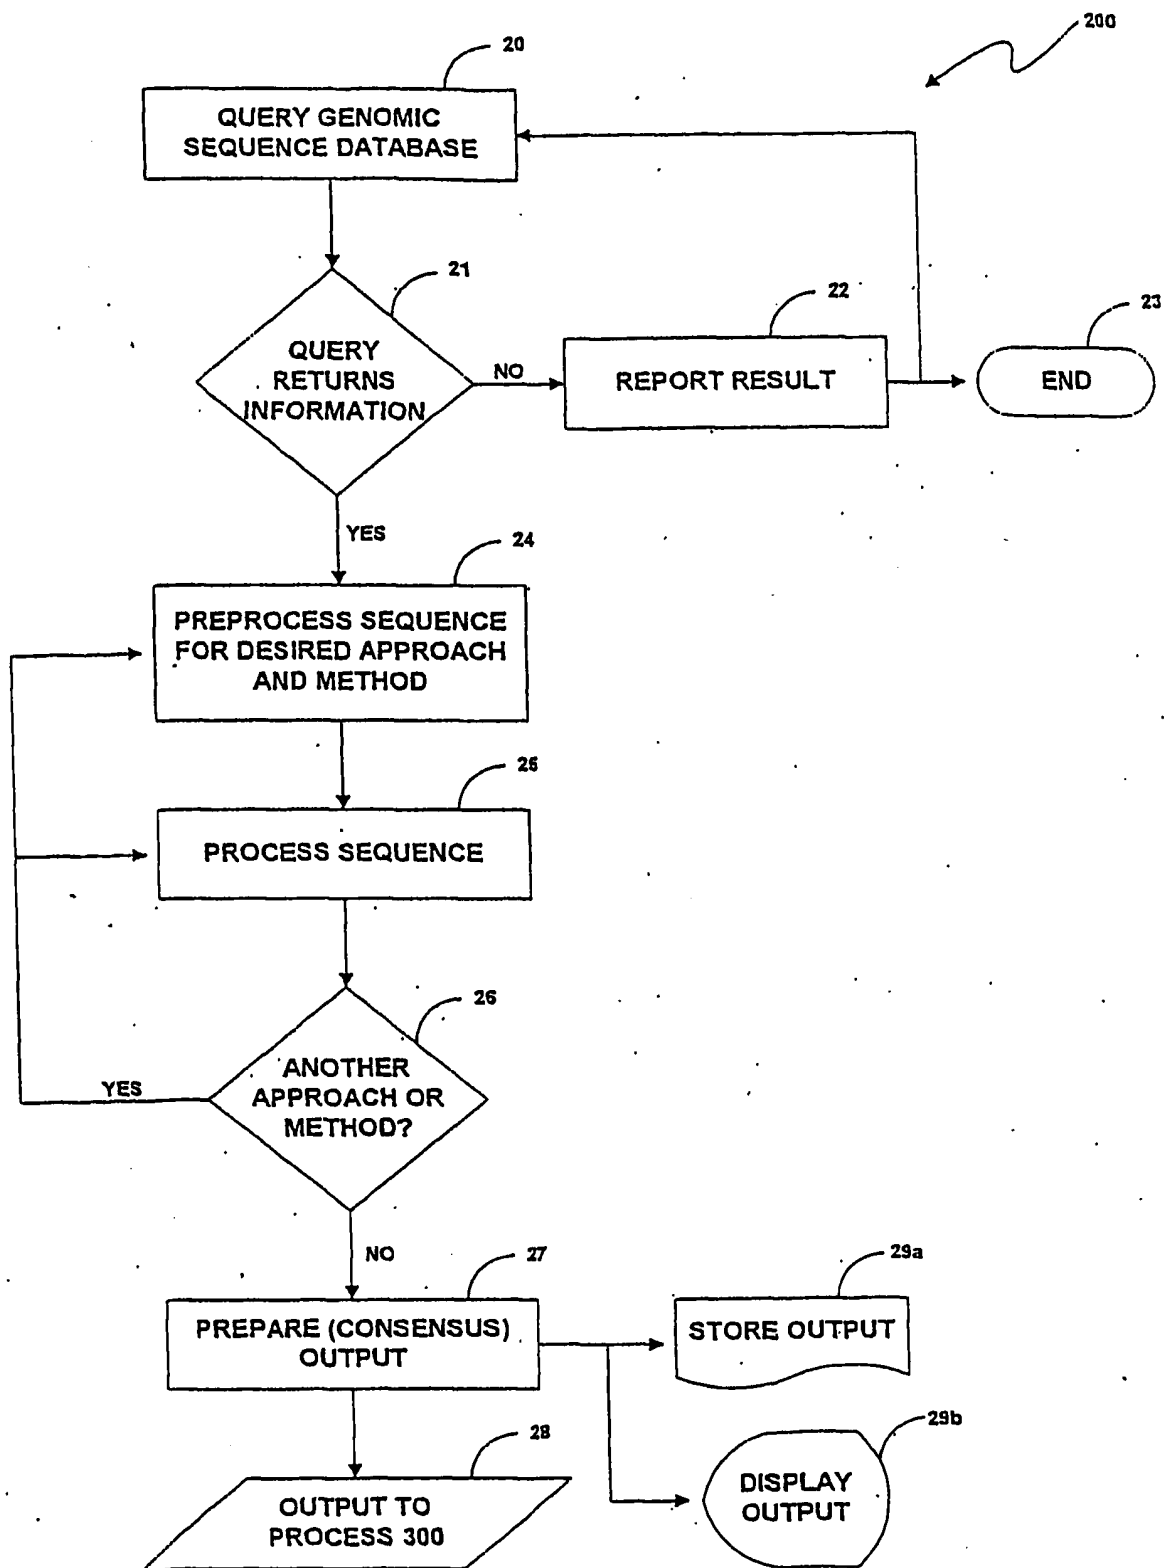 200
20
QUERY GENOMIC
SEQUENCE DATABASE
21
QUERY
RETURNS
INFORMATION
NO
22
REPORT RESULT
23
END
YES
24
PREPROCESS SEQUENCE
FOR DESIRED APPROACH
AND METHOD
25
PROCESS SEQUENCE
26
ANOTHER
APPROACH OR
METHOD?
YES
NO
27
PREPARE (CONSENSUS)
OUTPUT
29a
STORE OUTPUT
28
OUTPUT TO
PROCESS 300
29b
DISPLAY
OUTPUT